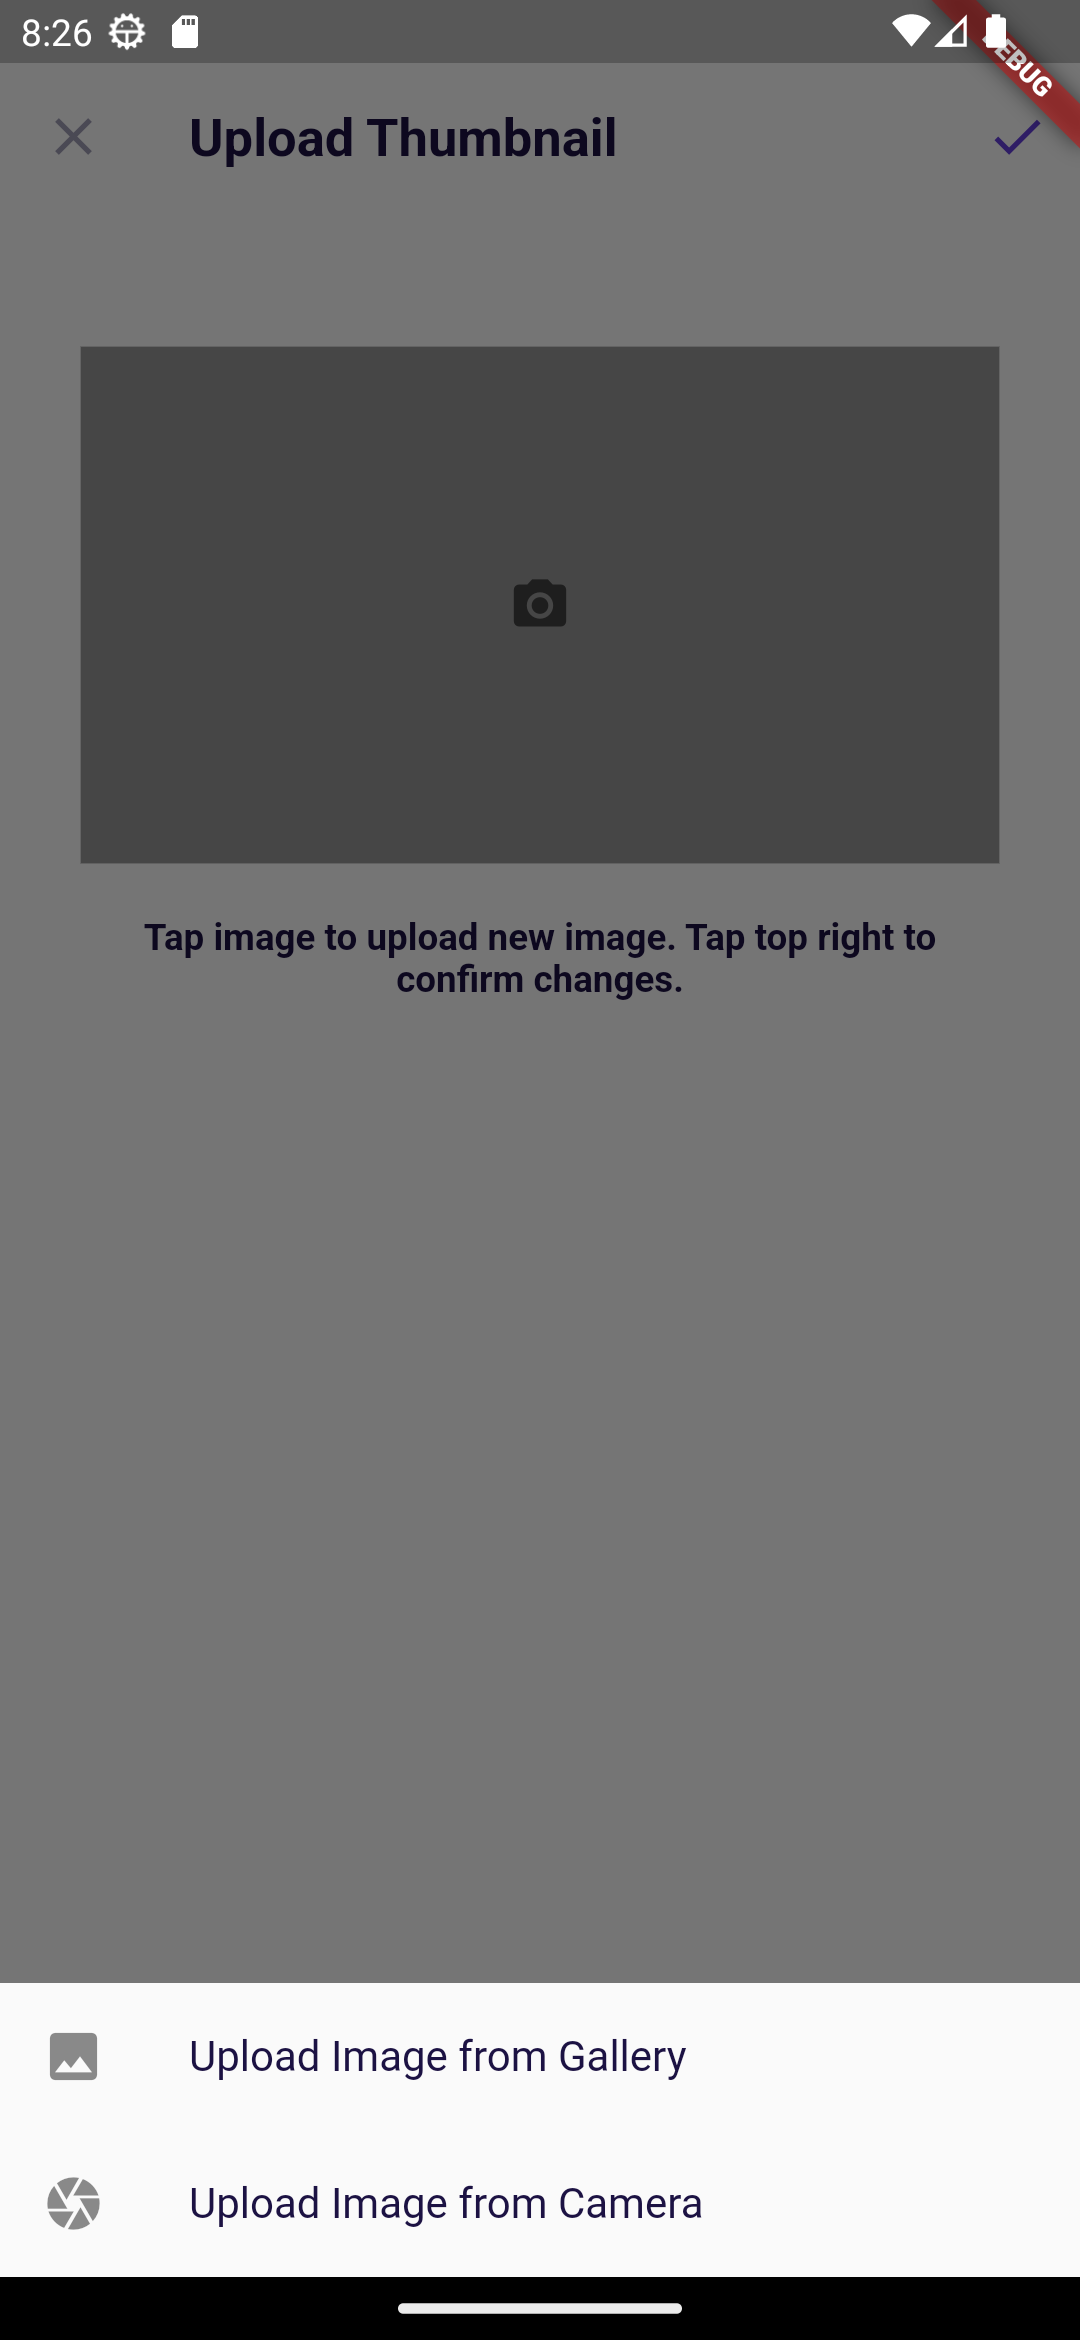 8:26
DEBUG
Upload Thumbnail
Tap image to upload new image. Tap top right to
confirm changes.
Upload Image from Gallery
Upload Image from Camera